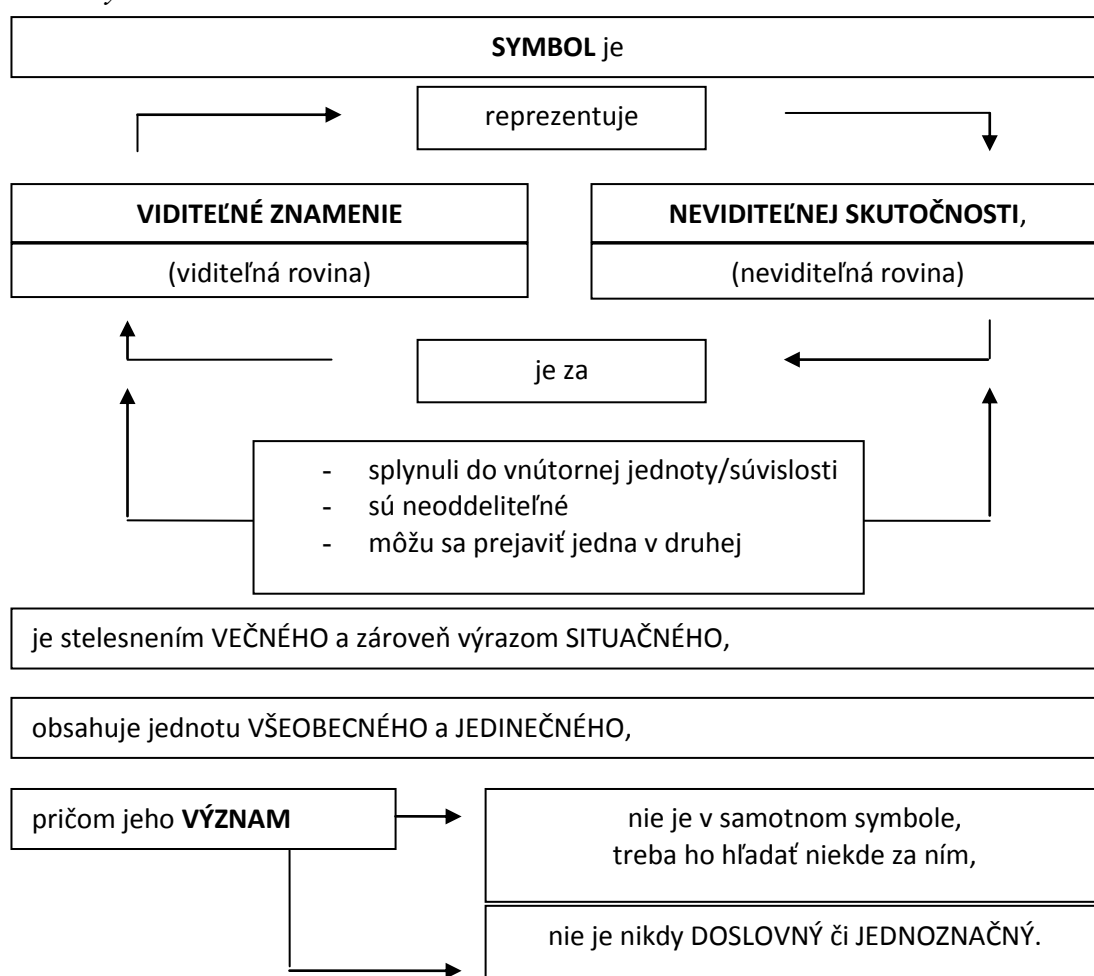 SYMBOL je
reprezentuje
VIDITEĽNÉ ZNAMENIE
NEVIDITEĽNEJ SKUTOČNOSTI,
(viditeľná rovina)
(neviditeľná rovina)
je za
- splynuli do vnútornej jednoty/súvislosti
- sú neoddeliteľné
- môžu sa prejaviť jedna v druhej
je stelesnením VEČNÉHO a zároveň výrazom SITUAČNÉHO,
obsahuje jednotu VŠEOBECNÉHO a JEDINEČNÉHO,
pričom jeho VÝZNAM
nie je v samotnom symbole,
treba ho hľadať niekde za ním,
nie je nikdy DOSLOVNÝ či JEDNOZNAČNÝ.